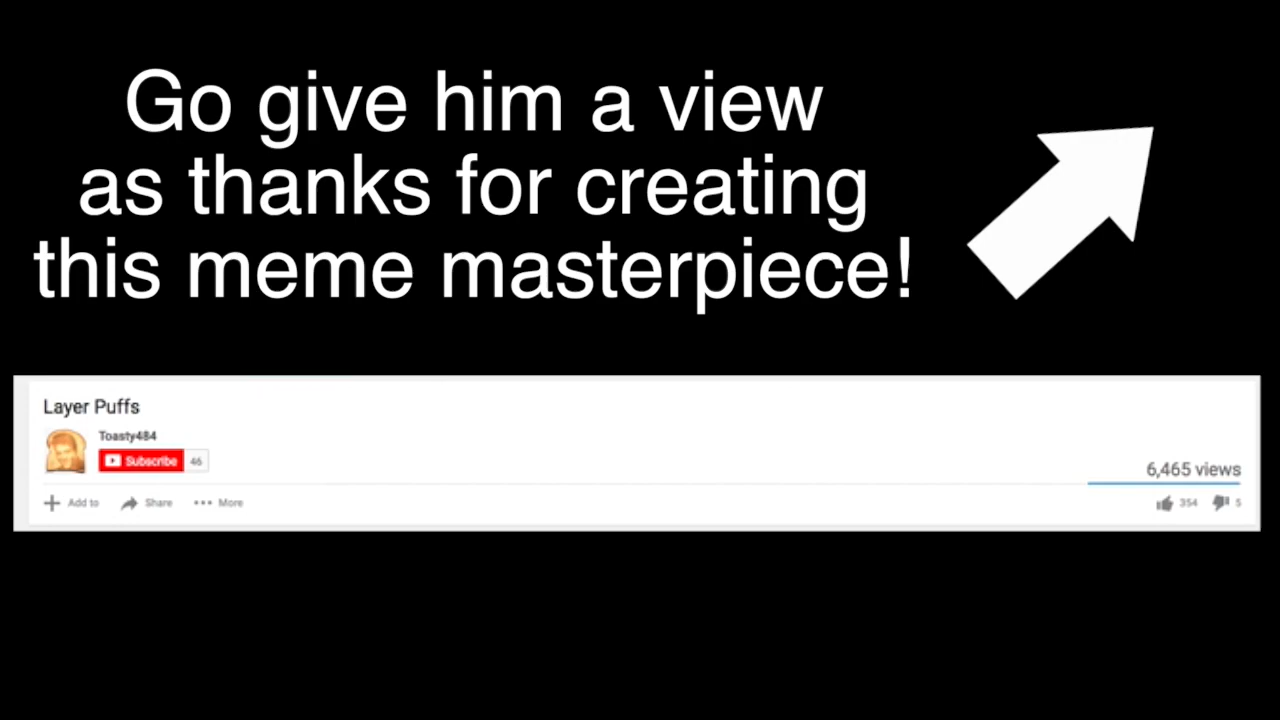 Go give him a view
as thanks for creating
this meme masterpiece!
Layer Puffs
Toasty484
Subscribe 46
6,465 views
Add to Share More 354 5